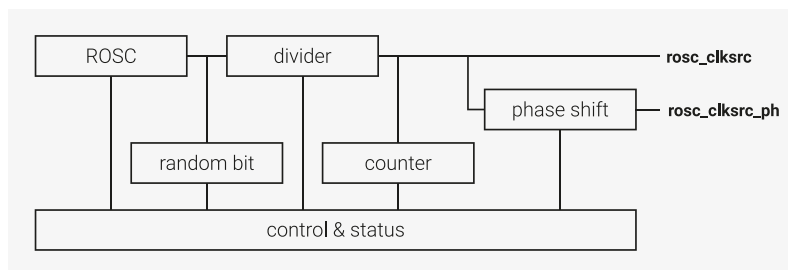 ROSC
divider
rosc_clksrc
phase shift
rosc_clksrc_ph
random bit
counter
control & status